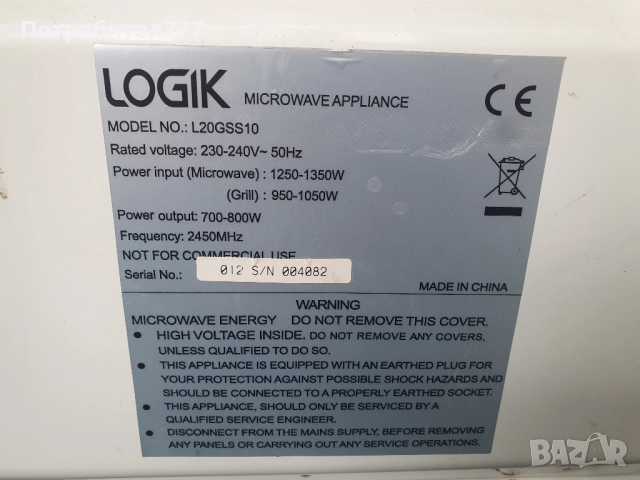 Потребител777
LOGIK MICROWAVE APPLIANCE CE
MODEL NO.: L20GSS10
Rated voltage: 230-240V~ 50Hz
Power input (Microwave) : 1250-1350W
(Grill) : 950-1050W
Power output: 700-800W
Frequency: 2450MHz
NOT FOR COMMERCIAL USE
Serial No.: 012 S/N 004082
MADE IN CHINA
WARNING
MICROWAVE ENERGY DO NOT REMOVE THIS COVER.
• HIGH VOLTAGE INSIDE. DO NOT REMOVE ANY COVERS,
UNLESS QUALIFIED TO DO SO.
• THIS APPLIANCE IS EQUIPPED WITH AN EARTHED PLUG FOR
YOUR PROTECTION AGAINST POSSIBLE SHOCK HAZARDS AND
SHOULD BE CONNECTED TO A PROPERLY EARTHED SOCKET.
• THIS APPLIANCE, SHOULD ONLY BE SERVICED BY A
QUALIFIED SERVICE ENGINEER.
• DISCONNECT FROM THE MAINS SUPPLY, BEFORE REMOVING
ANY PANELS OR CARRYING OUT ANY SERVICE OPERATIONS.
BAZAR